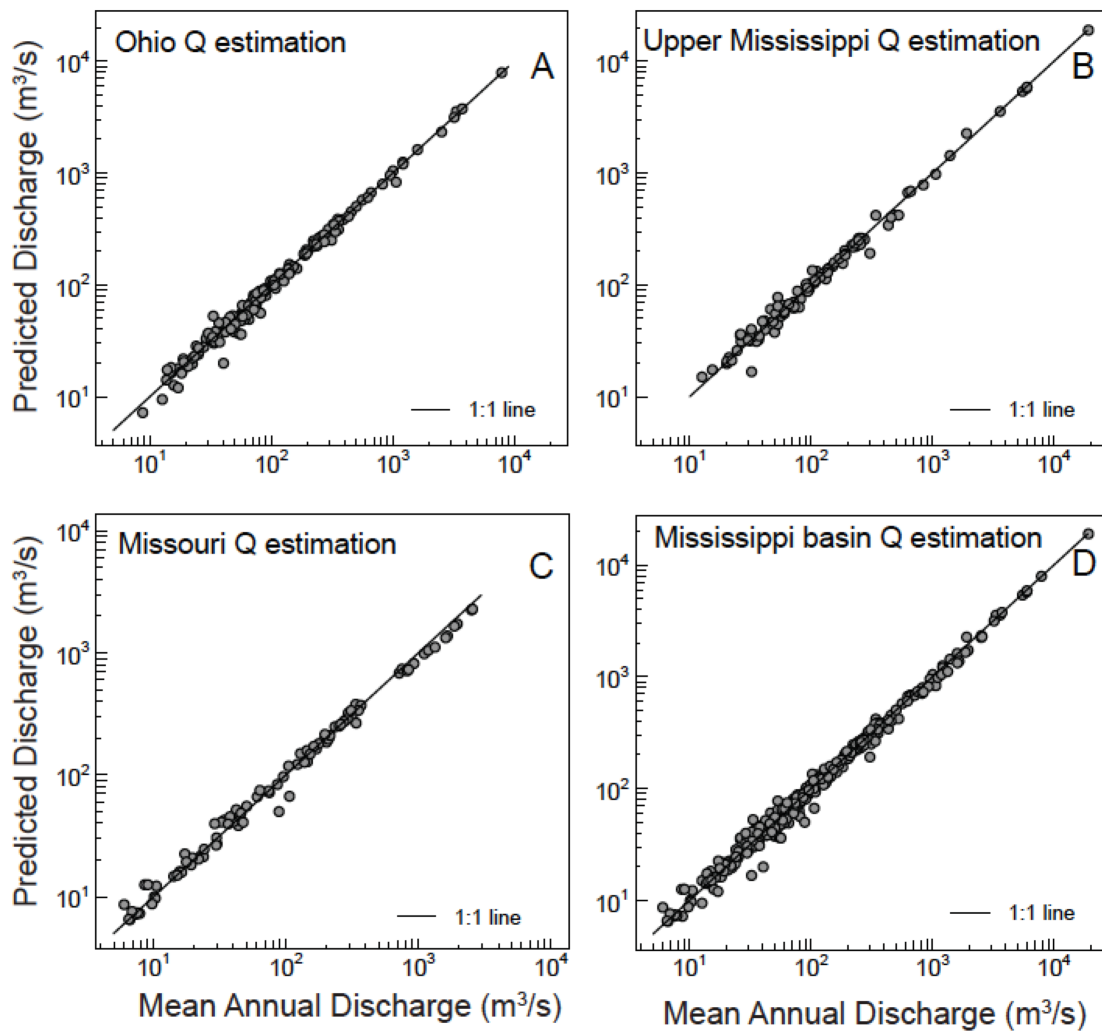 Ohio Q estimation
A
Predicted Discharge (m³/s)
10⁴
10³
10²
10¹
1:1 line
10¹ 10² 10³ 10⁴
Upper Mississippi Q estimation
B
10⁴
10³
10²
10¹
1:1 line
10¹ 10² 10³ 10⁴
Missouri Q estimation
C
Predicted Discharge (m³/s)
10⁴
10³
10²
10¹
1:1 line
10¹ 10² 10³ 10⁴
Mean Annual Discharge (m³/s)
Mississippi basin Q estimation
D
10⁴
10³
10²
10¹
1:1 line
10¹ 10² 10³ 10⁴
Mean Annual Discharge (m³/s)